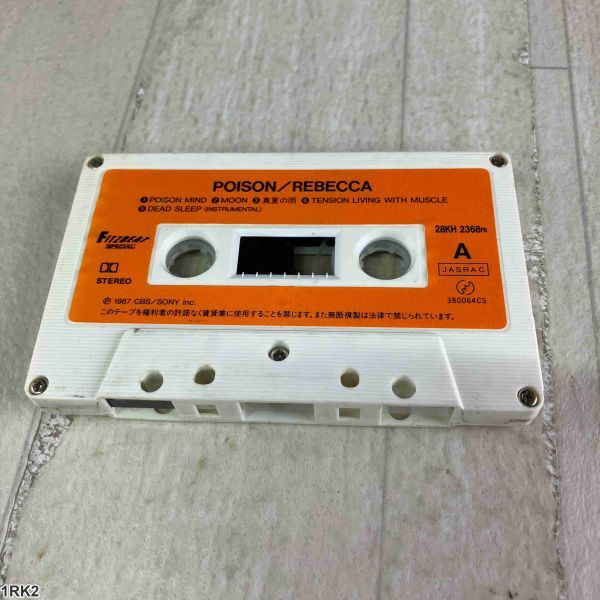 POISON/REBECCA
❶POISON MIND ❷MOON ❸真夏の雨 ❹TENSION LIVING WITH MUSCLE
❺DEAD SLEEP (INSTRUMENTAL)
FITZBEAT
SPECIAL
28KH 2368
A
JASRAC
STEREO
380064CS
Ⓟ 1987 CBS/SONY Inc.
このテープを権利者の許諾なく賃貸業に使用することを禁じます。また無断複製は法律で禁じられています。
1RK2